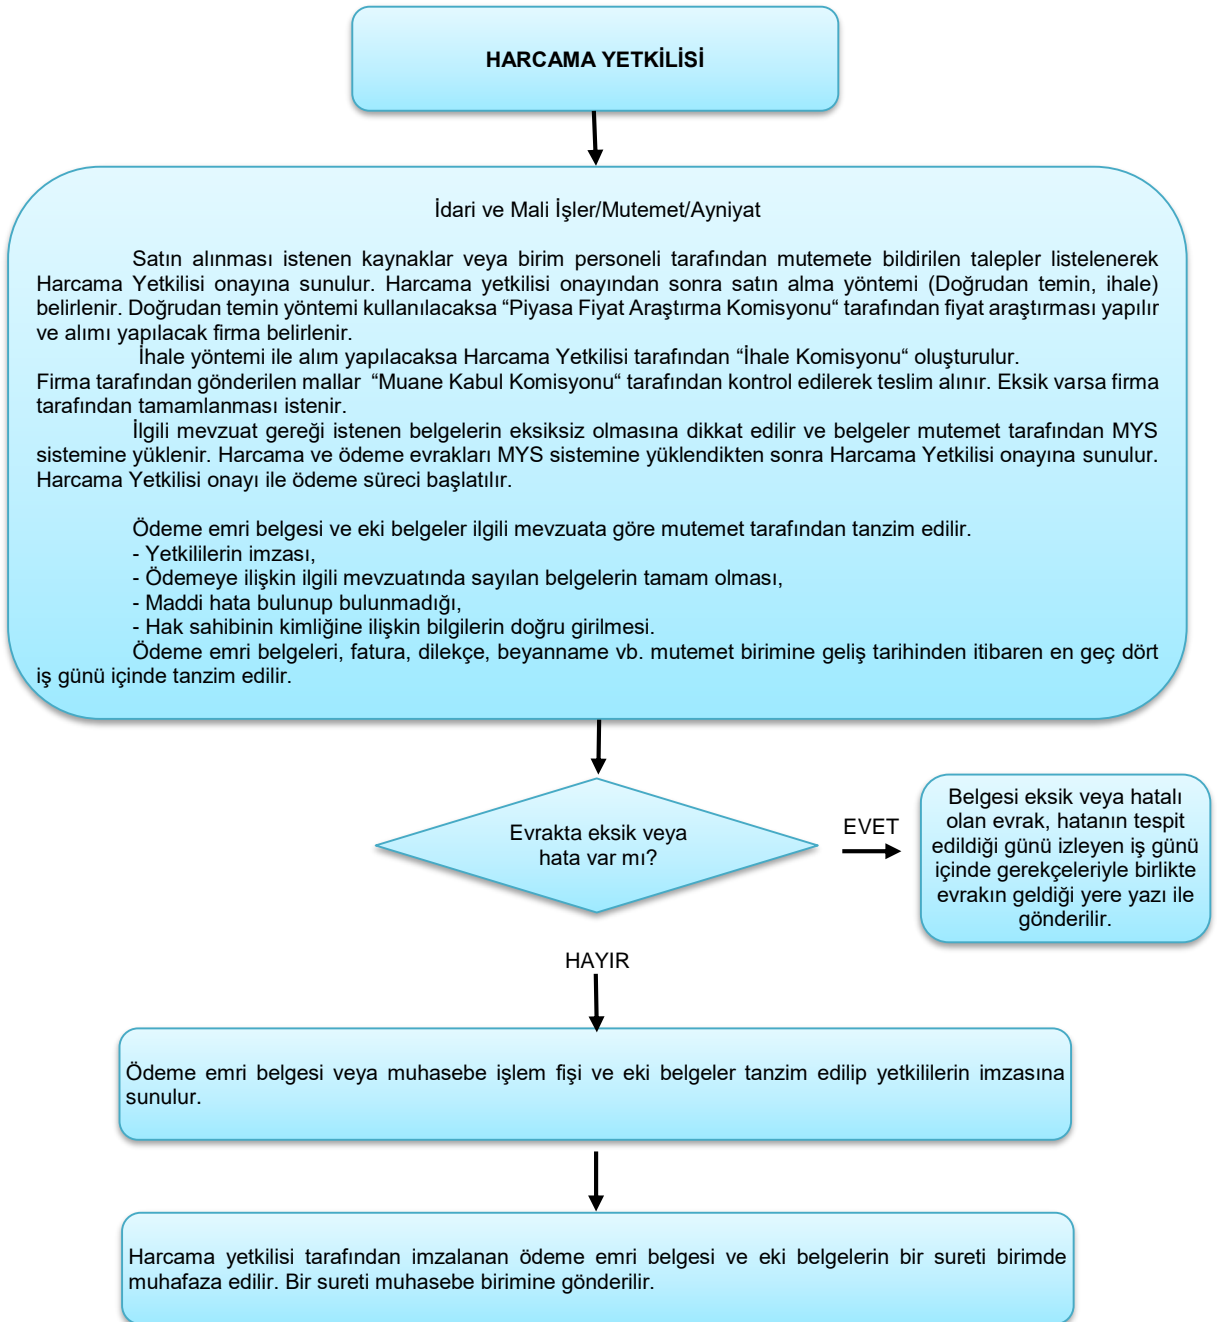 HARCAMA YETKİLİSİ
İdari ve Mali İşler/Mutemet/Ayniyat
Satın alınması istenen kaynaklar veya birim personeli tarafından mutemete bildirilen talepler listelenerek
Harcama Yetkilisi onayına sunulur. Harcama yetkilisi onayından sonra satın alma yöntemi (Doğrudan temin, ihale)
belirlenir. Doğrudan temin yöntemi kullanılacaksa “Piyasa Fiyat Araştırma Komisyonu“ tarafından fiyat araştırması yapılır
ve alımı yapılacak firma belirlenir.
İhale yöntemi ile alım yapılacaksa Harcama Yetkilisi tarafından “İhale Komisyonu“ oluşturulur.
Firma tarafından gönderilen mallar “Muane Kabul Komisyonu“ tarafından kontrol edilerek teslim alınır. Eksik varsa firma
tarafından tamamlanması istenir.
İlgili mevzuat gereği istenen belgelerin eksiksiz olmasına dikkat edilir ve belgeler mutemet tarafından MYS
sistemine yüklenir. Harcama ve ödeme evrakları MYS sistemine yüklendikten sonra Harcama Yetkilisi onayına sunulur.
Harcama Yetkilisi onayı ile ödeme süreci başlatılır.
Ödeme emri belgesi ve eki belgeler ilgili mevzuata göre mutemet tarafından tanzim edilir.
- Yetkililerin imzası,
- Ödemeye ilişkin ilgili mevzuatında sayılan belgelerin tamam olması,
- Maddi hata bulunup bulunmadığı,
- Hak sahibinin kimliğine ilişkin bilgilerin doğru girilmesi.
Ödeme emri belgeleri, fatura, dilekçe, beyanname vb. mutemet birimine geliş tarihinden itibaren en geç dört
iş günü içinde tanzim edilir.
Evrakta eksik veya
hata var mı?
EVET
Belgesi eksik veya hatalı
olan evrak, hatanın tespit
edildiği günü izleyen iş günü
içinde gerekçeleriyle birlikte
evrakın geldiği yere yazı ile
gönderilir.
HAYIR
Ödeme emri belgesi veya muhasebe işlem fişi ve eki belgeler tanzim edilip yetkililerin imzasına
sunulur.
Harcama yetkilisi tarafından imzalanan ödeme emri belgesi ve eki belgelerin bir sureti birimde
muhafaza edilir. Bir sureti muhasebe birimine gönderilir.